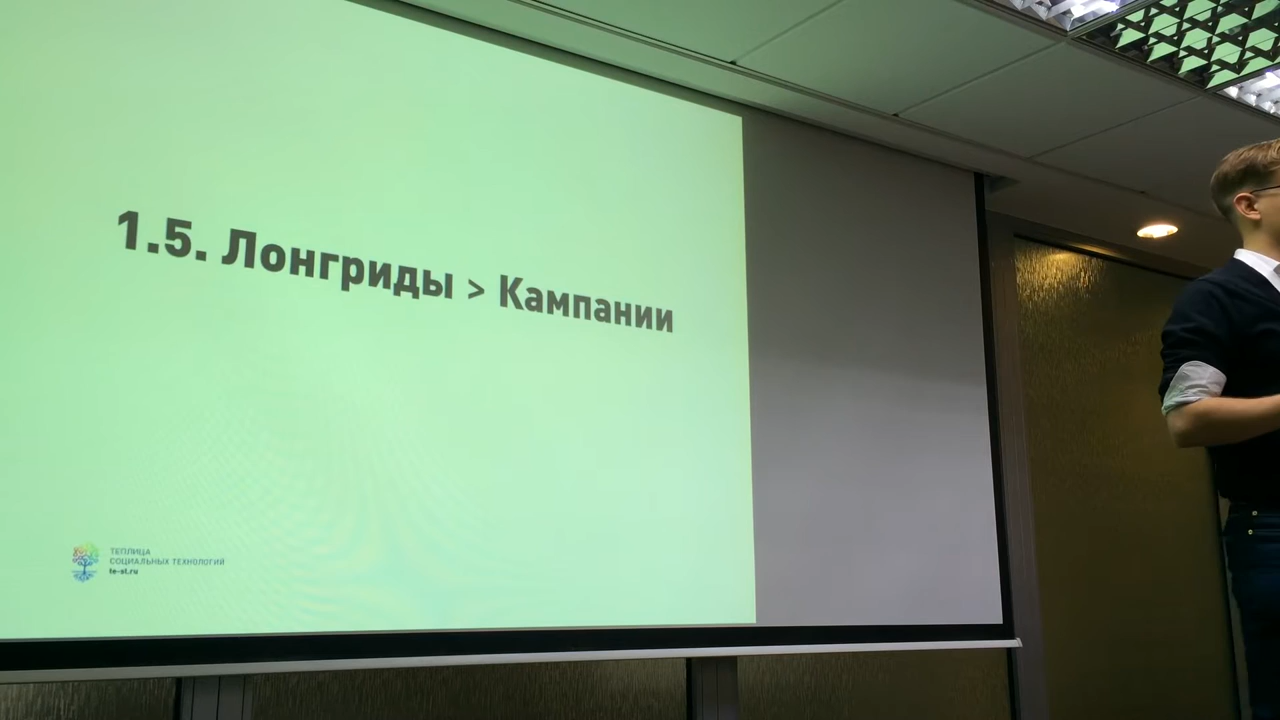 1.5. Лонгриды > Кампании
ТЕПЛИЦА
СОЦИАЛЬНЫХ ТЕХНОЛОГИЙ
te-st.ru